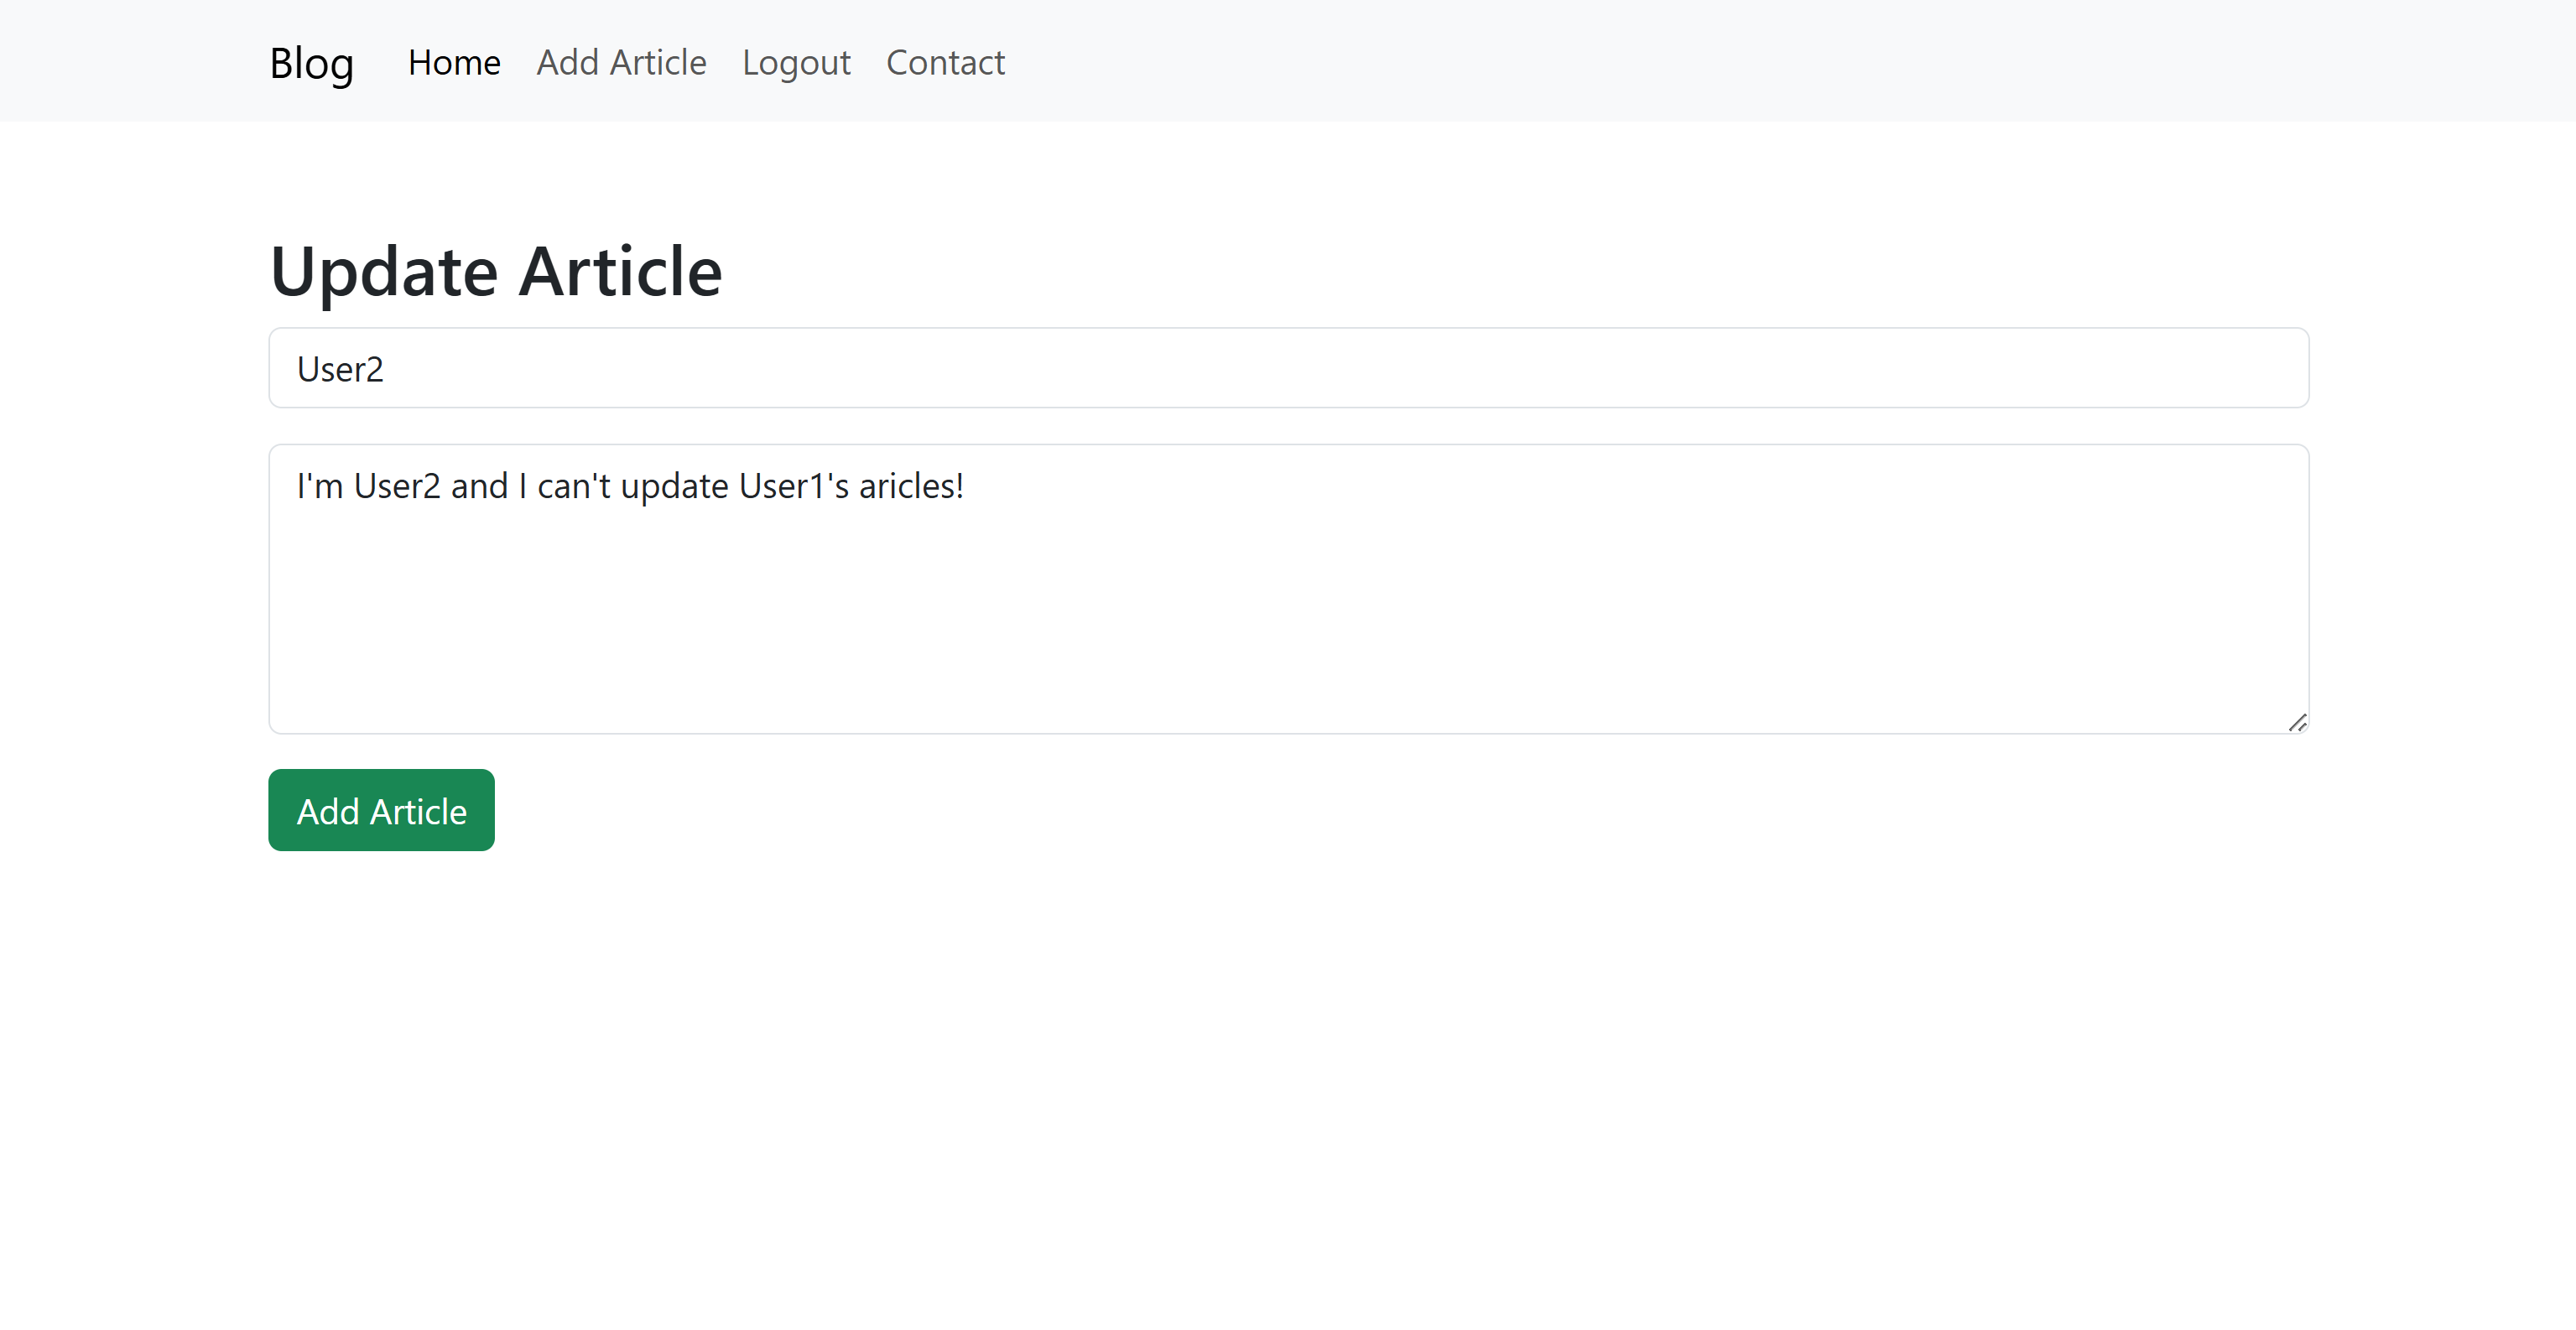 Blog Home Add Article Logout Contact
Update Article
User2
I'm User2 and I can't update User1's aricles!
Add Article